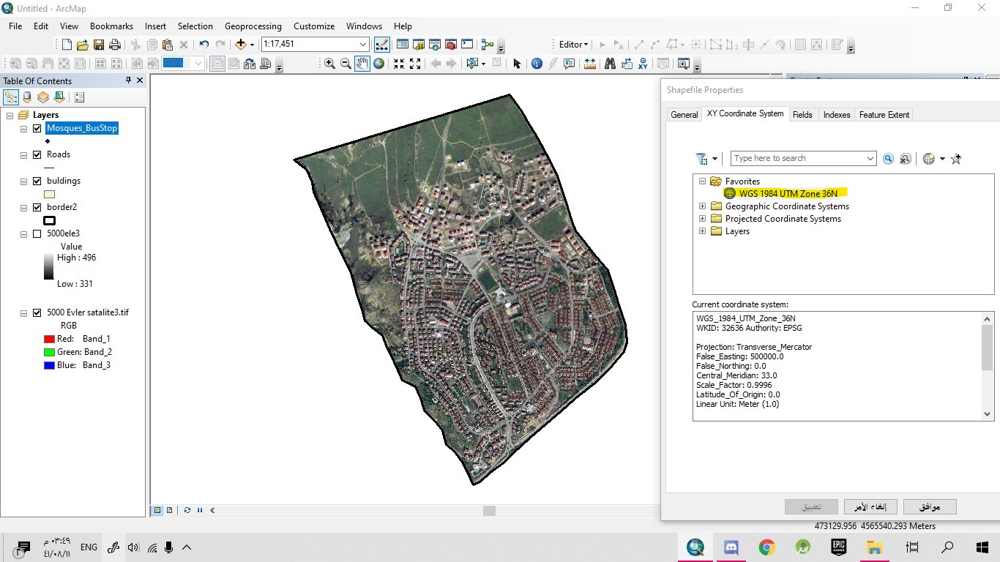 Untitled - ArcMap
File Edit View Bookmarks Insert Selection Geoprocessing Customize Windows Help
1:17,451
Editor
100%
Table Of Contents
Layers
Mosques_BusStop
Roads
buldings
border2
5000ele3
Value
High : 496
Low : 331
5000 Evler satalite3.tif
RGB
Red: Band_1
Green: Band_2
Blue: Band_3
Shapefile Properties
General XY Coordinate System Fields Indexes Feature Extent
Type here to search
Favorites
WGS 1984 UTM Zone 36N
Geographic Coordinate Systems
Projected Coordinate Systems
Layers
Current coordinate system:
WGS_1984_UTM_Zone_36N
WKID: 32636 Authority: EPSG
Projection: Transverse_Mercator
False_Easting: 500000.0
False_Northing: 0.0
Central_Meridian: 33.0
Scale_Factor: 0.9996
Latitude_Of_Origin: 0.0
Linear Unit: Meter (1.0)
موافق إلغاء الأمر تطبيق
473129.956 4565540.293 Meters
٠٣:٤٩ م
٤١/٠٨/١١
ENG
EPIC
GAMES